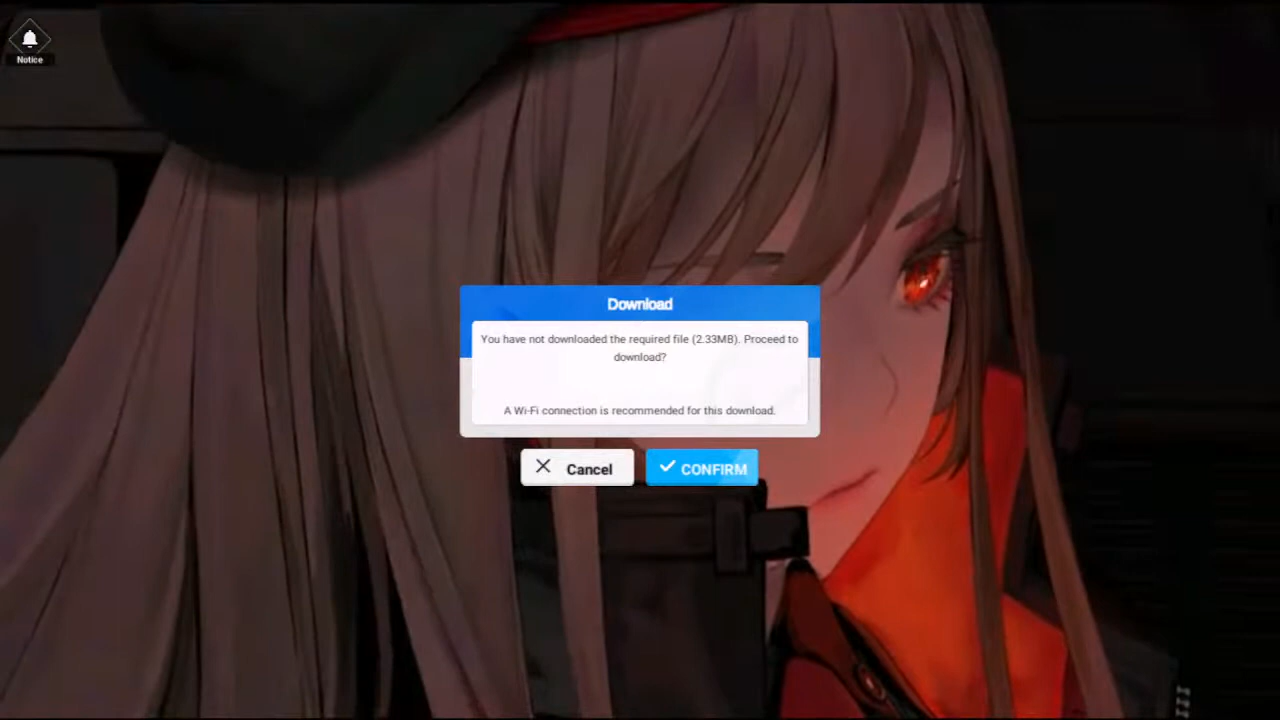 Notice
Download
You have not downloaded the required file (2.33MB). Proceed to
download?
A Wi-Fi connection is recommended for this download.
Cancel
CONFIRM